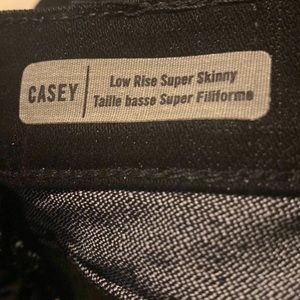 CASEY
Low Rise Super Skinny
Taille basse Super Filiforme